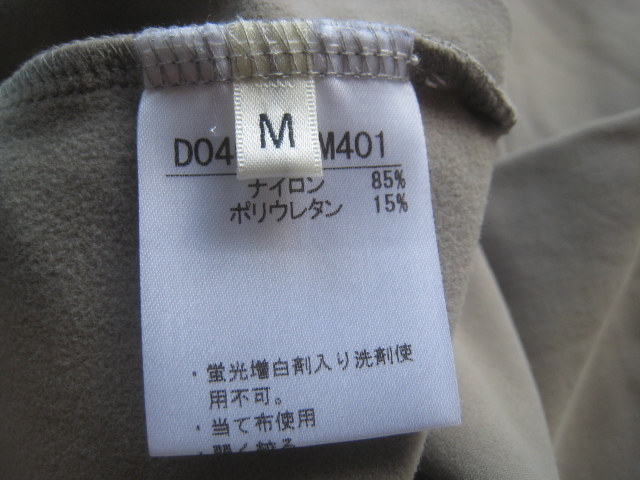 M
D04 M401
ナイロン 85%
ポリウレタン 15%
・蛍光増白剤入り洗剤使
用不可。
・当て布使用